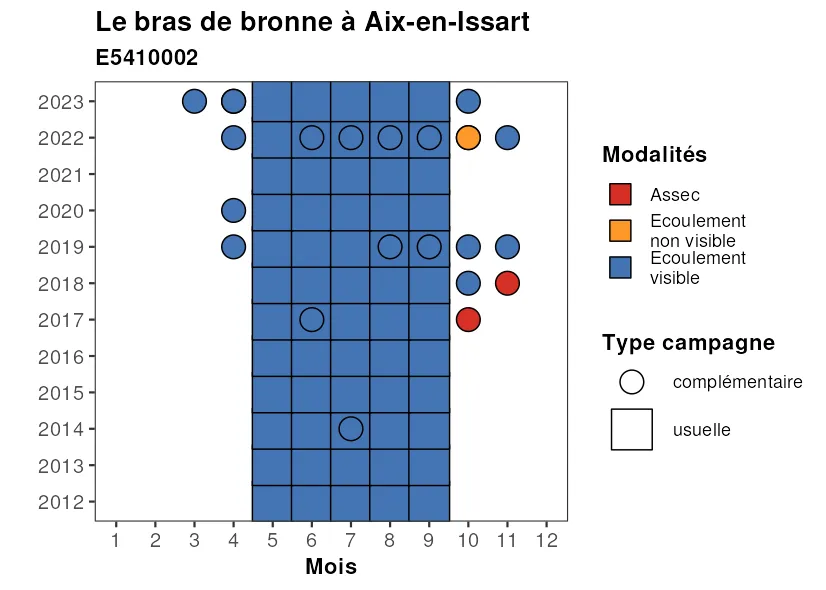 Le bras de bronne à Aix-en-Issart
E5410002
2023
2022
2021
2020
2019
2018
2017
2016
2015
2014
2013
2012
1 2 3 4 5 6 7 8 9 10 11 12
Mois
Modalités
Assec
Ecoulement
non visible
Ecoulement
visible
Type campagne
complémentaire
usuelle